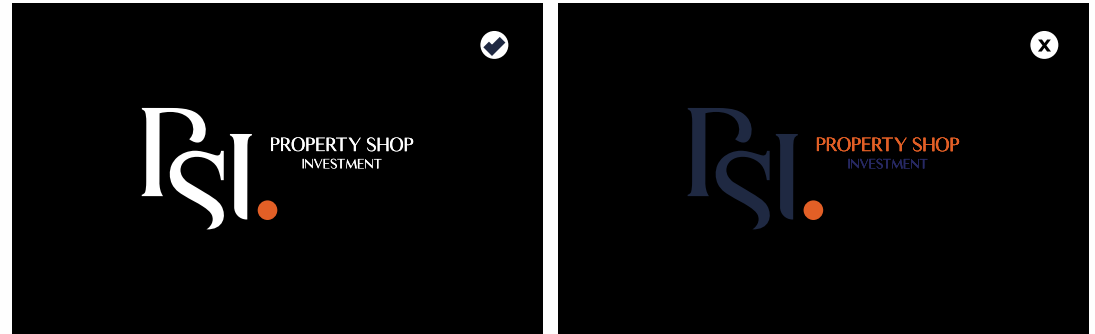 PSI.
PROPERTY SHOP
INVESTMENT
X
PSI.
PROPERTY SHOP
INVESTMENT